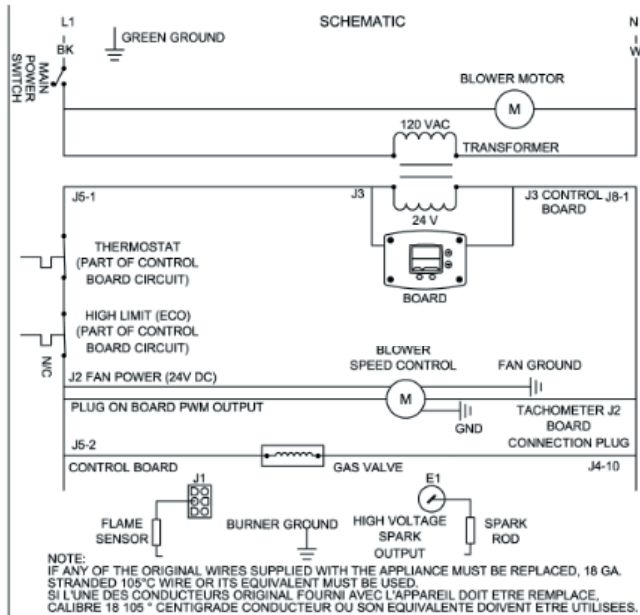 L1
SCHEMATIC
N
BK
GREEN GROUND
W
MAIN
POWER
SWITCH
BLOWER MOTOR
M
120 VAC
TRANSFORMER
J5-1
J3
J3 CONTROL
BOARD
J8-1
24 V
THERMOSTAT
(PART OF CONTROL
BOARD CIRCUIT)
BOARD
HIGH LIMIT (ECO)
(PART OF CONTROL
BOARD CIRCUIT)
N/C
BLOWER
SPEED CONTROL
FAN GROUND
J2 FAN POWER (24V DC)
M
PLUG ON BOARD PWM OUTPUT
GND
TACHOMETER J2
BOARD
CONNECTION PLUG
J5-2
CONTROL BOARD
GAS VALVE
J4-10
J1
E1
FLAME
SENSOR
BURNER GROUND
HIGH VOLTAGE
SPARK
OUTPUT
SPARK
ROD
NOTE:
IF ANY OF THE ORIGINAL WIRES SUPPLIED WITH THE APPLIANCE MUST BE REPLACED, 18 GA.
STRANDED 105°C WIRE OR ITS EQUIVALENT MUST BE USED.
SI L'UNE DES CONDUCTEURS ORIGINAL FOURNI AVEC L'APPAREIL DOIT ETRE REMPLACE,
CALIBRE 18 105 ° CENTIGRADE CONDUCTEUR OU SON EQUIVALENTE DOIVENT ETRE UTILISEES.